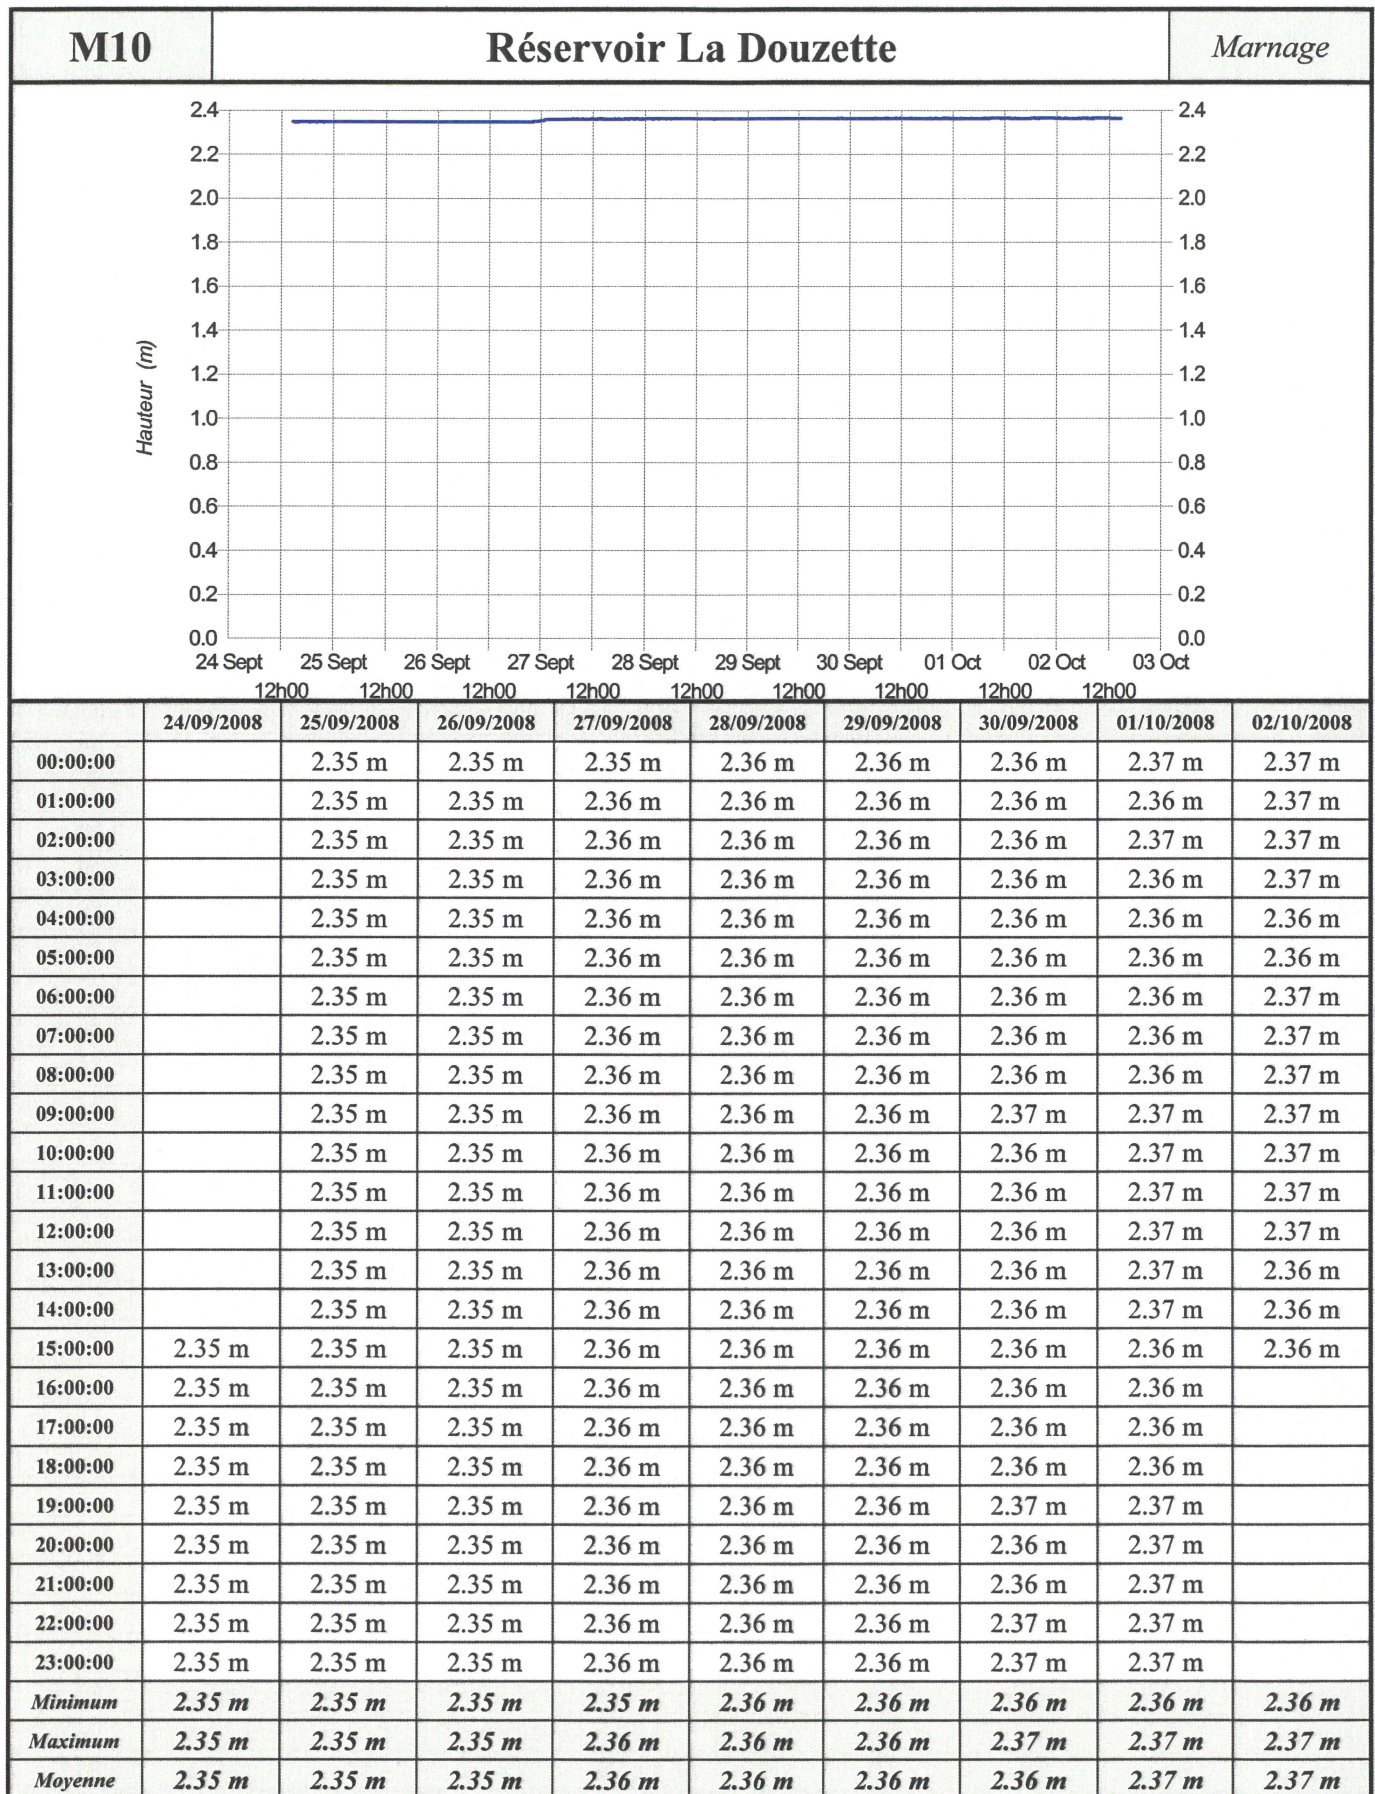 M10 Réservoir La Douzette Marnage
2.4 2.4
2.2 2.2
2.0 2.0
1.8 1.8
1.6 1.6
1.4 1.4
Hauteur (m)
1.2 1.2
1.0 1.0
0.8 0.8
0.6 0.6
0.4 0.4
0.2 0.2
0.0 0.0
24 Sept 25 Sept 26 Sept 27 Sept 28 Sept 29 Sept 30 Sept 01 Oct 02 Oct 03 Oct
12h00 12h00 12h00 12h00 12h00 12h00 12h00 12h00 12h00
24/09/2008 25/09/2008 26/09/2008 27/09/2008 28/09/2008 29/09/2008 30/09/2008 01/10/2008 02/10/2008
00:00:00 2.35 m 2.35 m 2.35 m 2.36 m 2.36 m 2.36 m 2.37 m 2.37 m
01:00:00 2.35 m 2.35 m 2.36 m 2.36 m 2.36 m 2.36 m 2.36 m 2.37 m
02:00:00 2.35 m 2.35 m 2.36 m 2.36 m 2.36 m 2.36 m 2.37 m 2.37 m
03:00:00 2.35 m 2.35 m 2.36 m 2.36 m 2.36 m 2.36 m 2.36 m 2.37 m
04:00:00 2.35 m 2.35 m 2.36 m 2.36 m 2.36 m 2.36 m 2.36 m 2.36 m
05:00:00 2.35 m 2.35 m 2.36 m 2.36 m 2.36 m 2.36 m 2.36 m 2.36 m
06:00:00 2.35 m 2.35 m 2.36 m 2.36 m 2.36 m 2.36 m 2.36 m 2.37 m
07:00:00 2.35 m 2.35 m 2.36 m 2.36 m 2.36 m 2.36 m 2.36 m 2.37 m
08:00:00 2.35 m 2.35 m 2.36 m 2.36 m 2.36 m 2.36 m 2.36 m 2.37 m
09:00:00 2.35 m 2.35 m 2.36 m 2.36 m 2.36 m 2.37 m 2.37 m 2.37 m
10:00:00 2.35 m 2.35 m 2.36 m 2.36 m 2.36 m 2.36 m 2.37 m 2.37 m
11:00:00 2.35 m 2.35 m 2.36 m 2.36 m 2.36 m 2.36 m 2.37 m 2.37 m
12:00:00 2.35 m 2.35 m 2.36 m 2.36 m 2.36 m 2.36 m 2.37 m 2.37 m
13:00:00 2.35 m 2.35 m 2.36 m 2.36 m 2.36 m 2.36 m 2.37 m 2.36 m
14:00:00 2.35 m 2.35 m 2.36 m 2.36 m 2.36 m 2.36 m 2.37 m 2.36 m
15:00:00 2.35 m 2.35 m 2.35 m 2.36 m 2.36 m 2.36 m 2.36 m 2.36 m 2.36 m
16:00:00 2.35 m 2.35 m 2.35 m 2.36 m 2.36 m 2.36 m 2.36 m 2.36 m
17:00:00 2.35 m 2.35 m 2.35 m 2.36 m 2.36 m 2.36 m 2.36 m 2.36 m
18:00:00 2.35 m 2.35 m 2.35 m 2.36 m 2.36 m 2.36 m 2.36 m 2.36 m
19:00:00 2.35 m 2.35 m 2.35 m 2.36 m 2.36 m 2.36 m 2.37 m 2.37 m
20:00:00 2.35 m 2.35 m 2.35 m 2.36 m 2.36 m 2.36 m 2.36 m 2.37 m
21:00:00 2.35 m 2.35 m 2.35 m 2.36 m 2.36 m 2.36 m 2.36 m 2.37 m
22:00:00 2.35 m 2.35 m 2.35 m 2.36 m 2.36 m 2.36 m 2.37 m 2.37 m
23:00:00 2.35 m 2.35 m 2.35 m 2.36 m 2.36 m 2.36 m 2.37 m 2.37 m
Minimum 2.35 m 2.35 m 2.35 m 2.35 m 2.36 m 2.36 m 2.36 m 2.36 m 2.36 m
Maximum 2.35 m 2.35 m 2.35 m 2.36 m 2.36 m 2.36 m 2.37 m 2.37 m 2.37 m
Moyenne 2.35 m 2.35 m 2.35 m 2.36 m 2.36 m 2.36 m 2.36 m 2.37 m 2.37 m